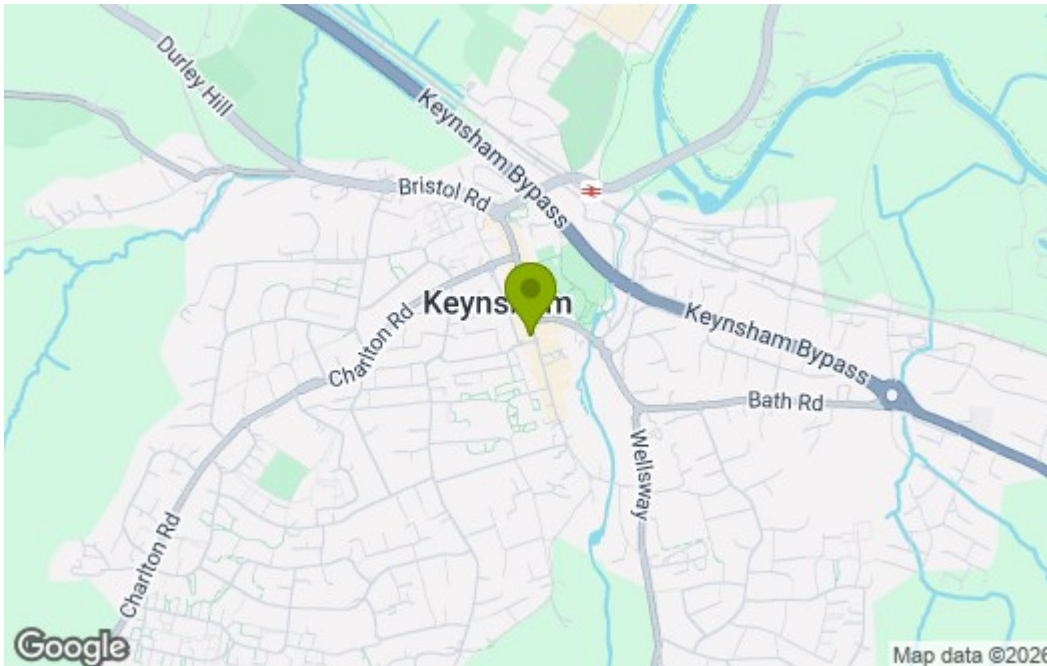 Durley Hill
Keynsham Bypass
Bristol Rd
Keynsham
Charlton Rd
Keynsham Bypass
Bath Rd
Wellsway
Charlton Rd
Google
Map data ©2026